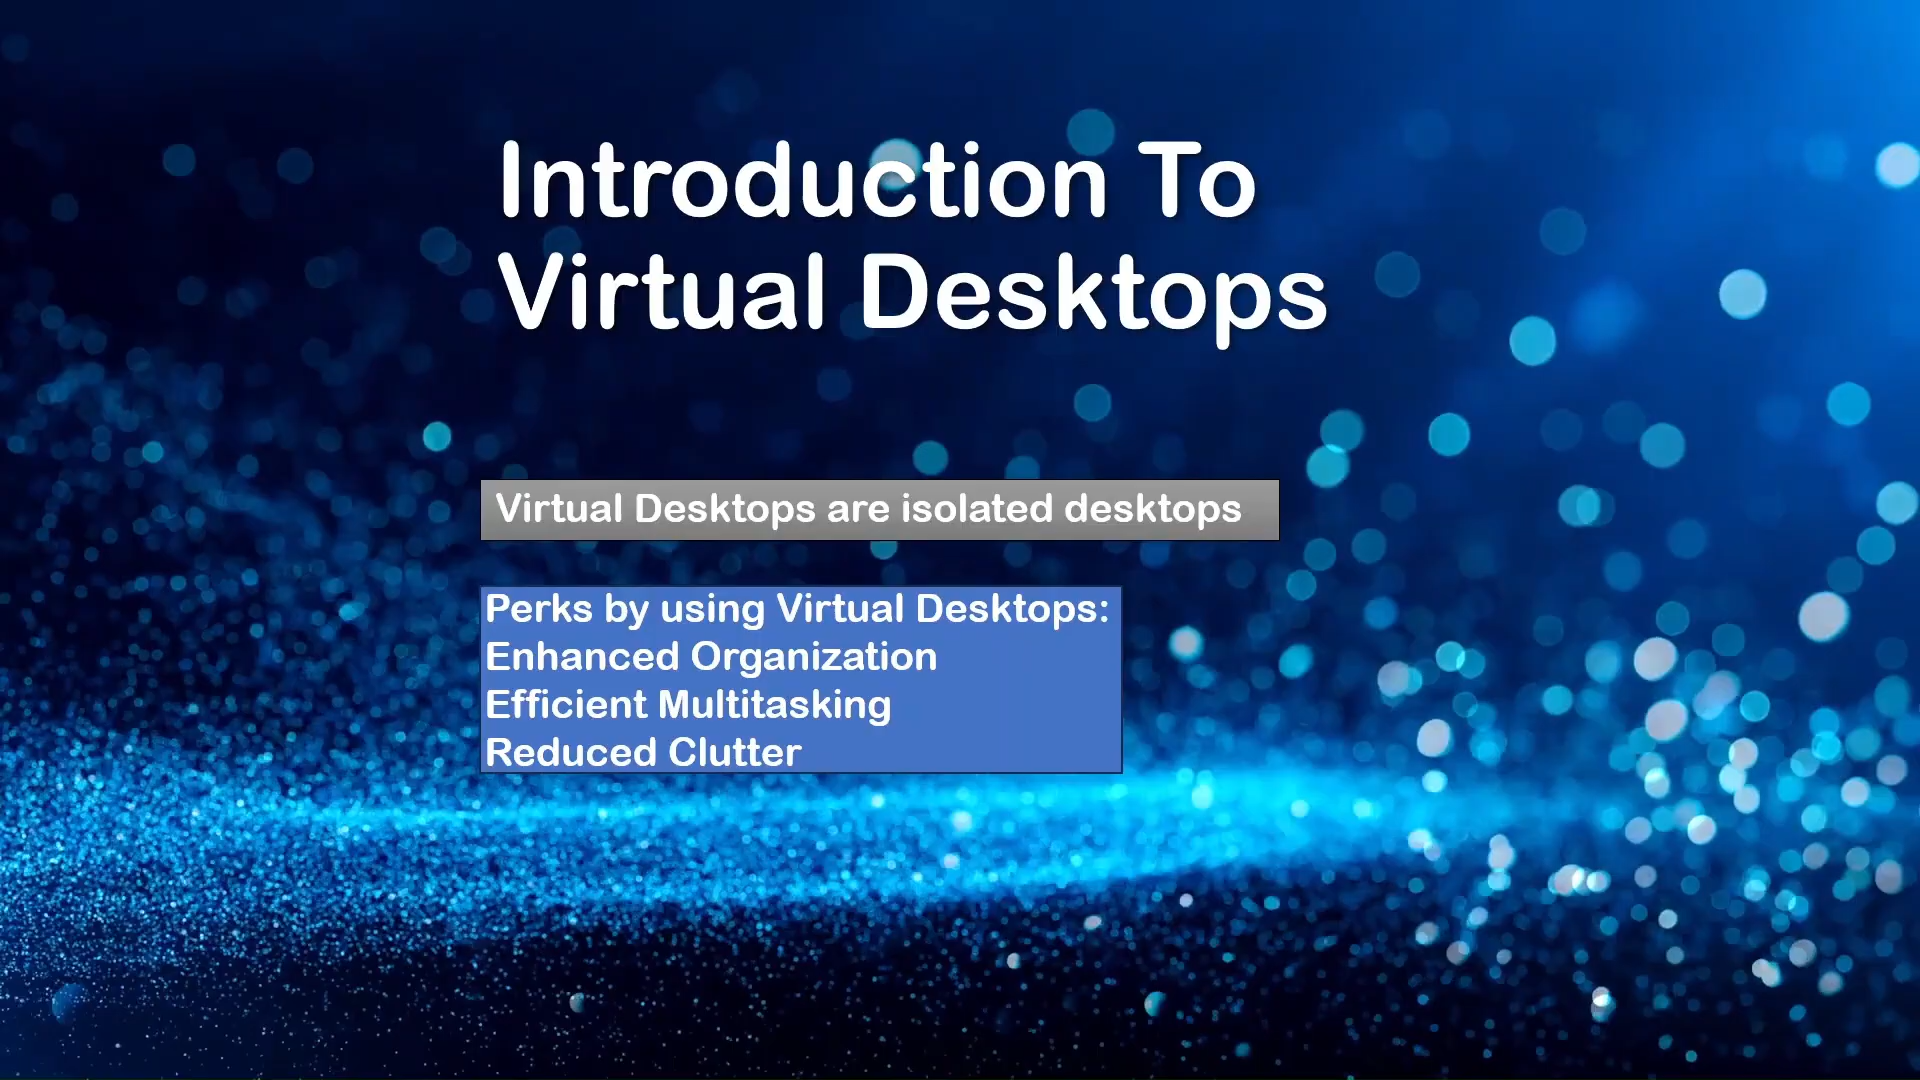 Introduction To
Virtual Desktops
Virtual Desktops are isolated desktops
Perks by using Virtual Desktops:
Enhanced Organization
Efficient Multitasking
Reduced Clutter